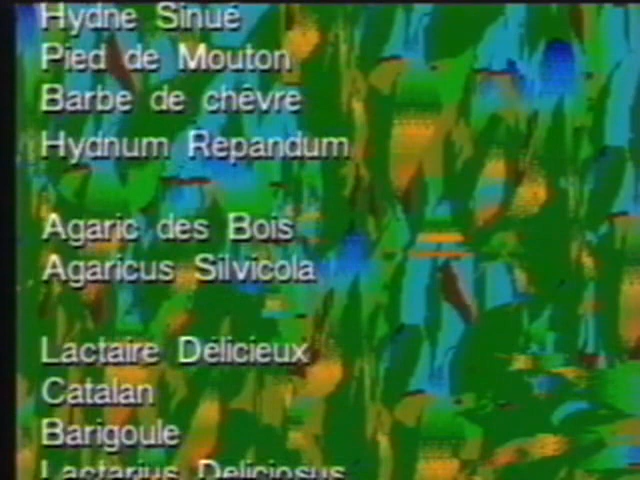 Hydne Sinué
Pied de Mouton
Barbe de chêvre
Hydnum Repandum
Agaric des Bois
Agaricus Silvicola
Lactaire Délicieux
Catalan
Barigoule
Lactarius Deliciosus